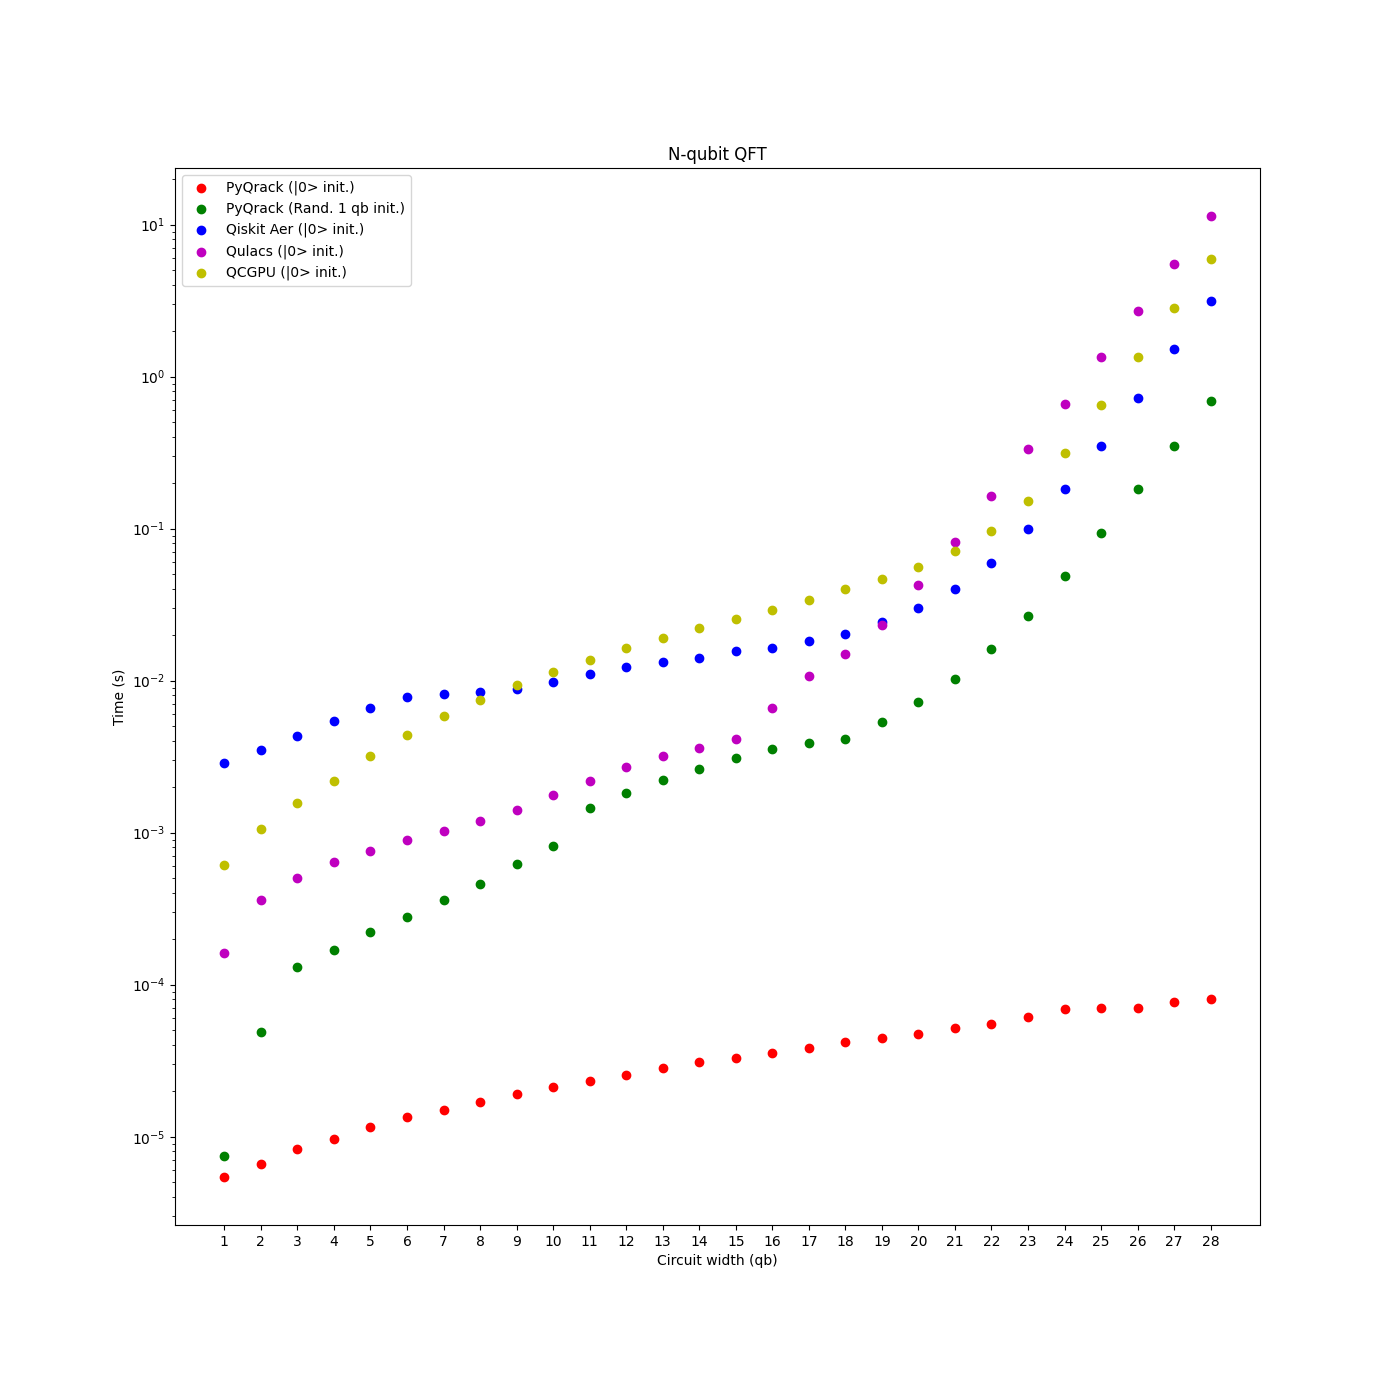 N-qubit QFT
PyQrack (|0> init.)
PyQrack (Rand. 1 qb init.)
Qiskit Aer (|0> init.)
Qulacs (|0> init.)
QCGPU (|0> init.)
Time (s)
10¹
10⁰
10⁻¹
10⁻²
10⁻³
10⁻⁴
10⁻⁵
1 2 3 4 5 6 7 8 9 10 11 12 13 14 15 16 17 18 19 20 21 22 23 24 25 26 27 28
Circuit width (qb)